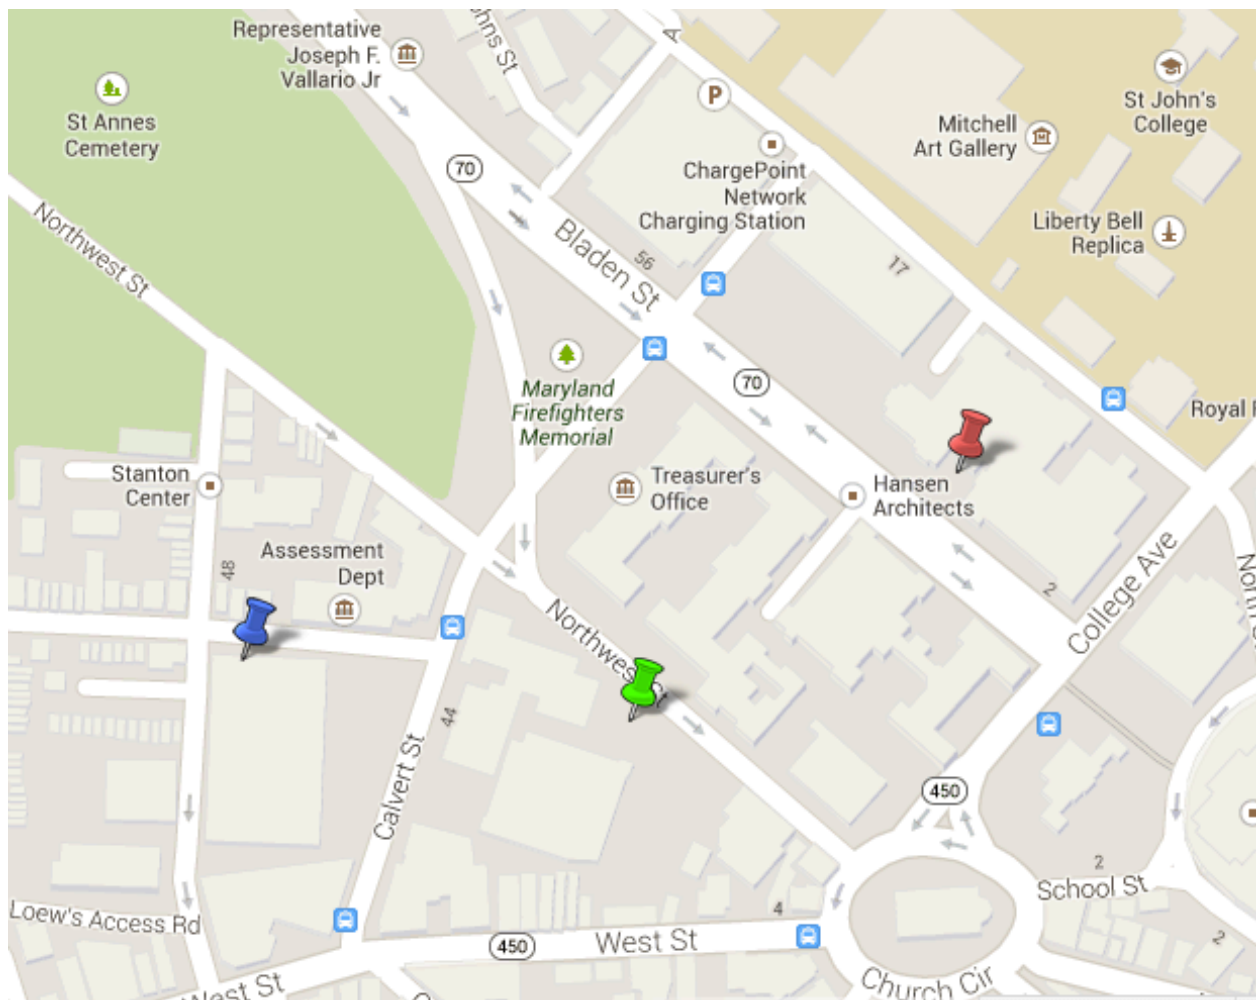 Representative
Joseph F.
Vallario Jr
St Annes
Cemetery
70
P
St John's
College
Mitchell
Art Gallery
ChargePoint
Network
Charging Station
Liberty Bell
Replica
Northwest St
Bladen St
56
17
Maryland
Firefighters
Memorial
70
Royal
Stanton
Center
Treasurer's
Office
Hansen
Architects
Assessment
Dept
48
2
College Ave
Northwest
44
Calvert St
450
2
School St
4
Loew's Access Rd
450
West St
2
West St
Church Cir